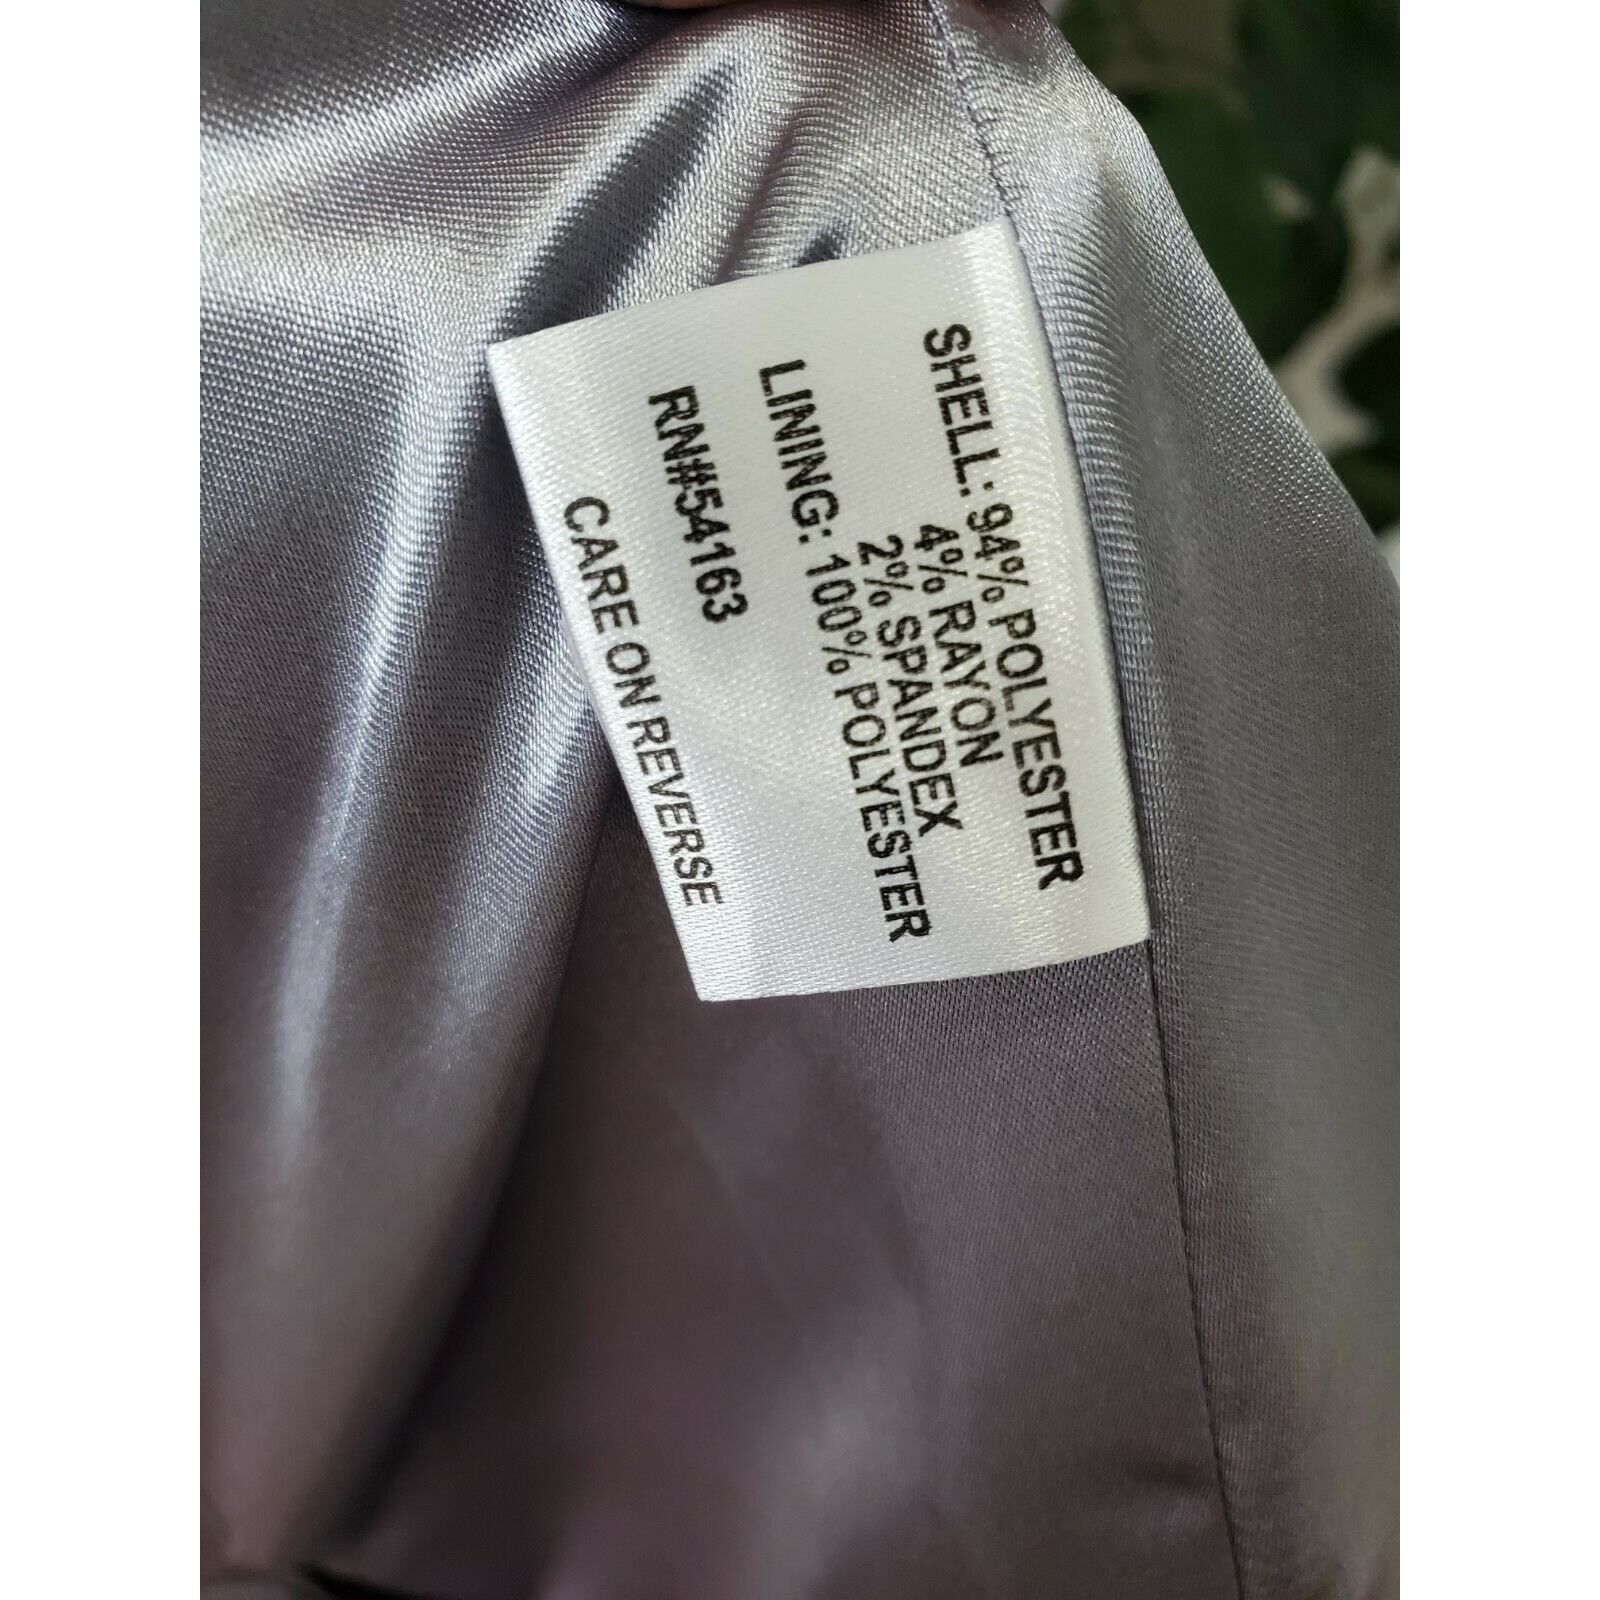 SHELL: 94% POLYESTER
4% RAYON
2% SPANDEX
LINING: 100% POLYESTER
RN#54163
CARE ON REVERSE